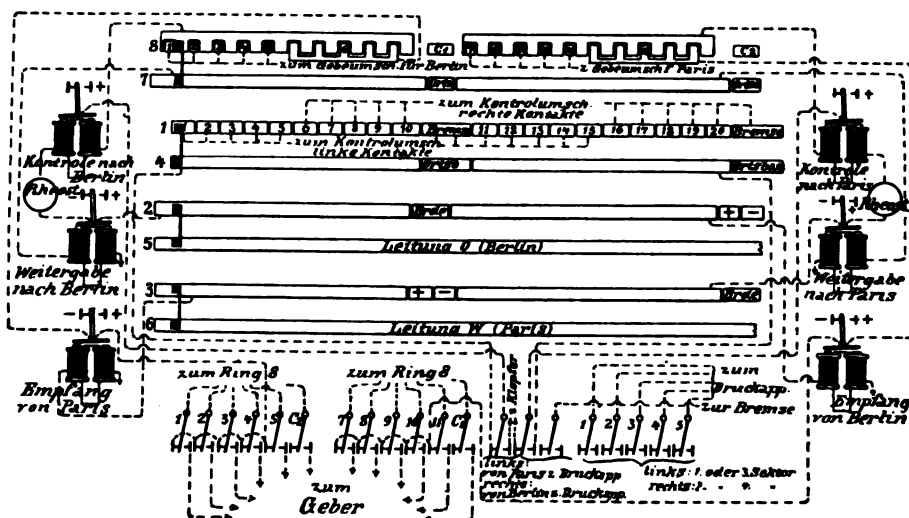 8 C1 C2
zum Gebeumsch. für Berlin
z. Gebeumsch. Paris
7 Erde Erde
zum Kontrolumsch.
rechte Kontakte
1 2 3 4 5 6 7 8 9 10 Bremse 11 12 13 14 15 16 17 18 19 20 Bremse
zum Kontrolumsch.
linke Kontakte
4
2 Erde + −
5 Leitung O (Berlin)
3 + − Erde
6 Leitung W (Paris)
− +
Kontrole nach
Berlin
Rheost
− +
Weitergabe
nach Berlin
− +
Empfang
von Paris
− +
Kontrole
nach Paris
Rheost
− +
Weitergabe
nach Paris
− +
Empfang
von Berlin
zum Ring 8
1 2 3 4 5
zum Ring 8
7 8 9 10
z. Klopfer
zum
Druckapp.
zur Bremse
1 2 3 4 5
zum
Geber
links:
von Paris z. Druckapp
rechts:
von Berlin z. Druckapp.
links: 1. oder 3. Sektor
rechts: 2. " 4. "